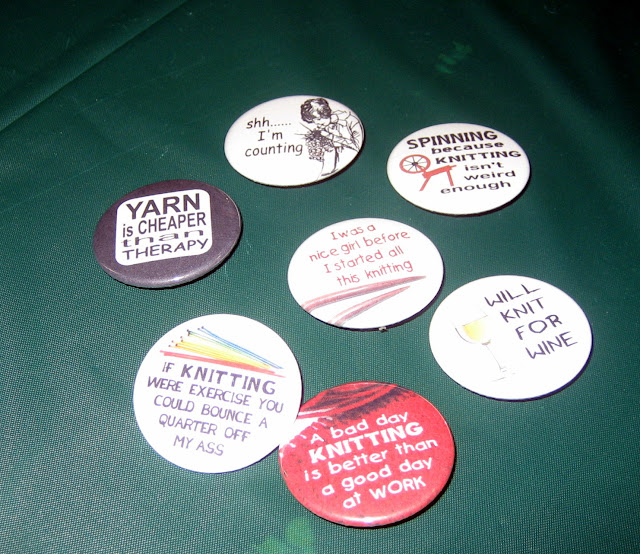 shh......
I'm
counting
SPINNING
because
KNITTING
isn't
weird
enough
YARN
is CHEAPER
than
THERAPY
I was a
nice girl before
I started all
this knitting
WILL
KNIT
FOR
WINE
IF KNITTING
WERE EXERCISE YOU
COULD BOUNCE A
QUARTER OFF
MY ASS
A bad day
KNITTING
is better than
a good day
at WORK